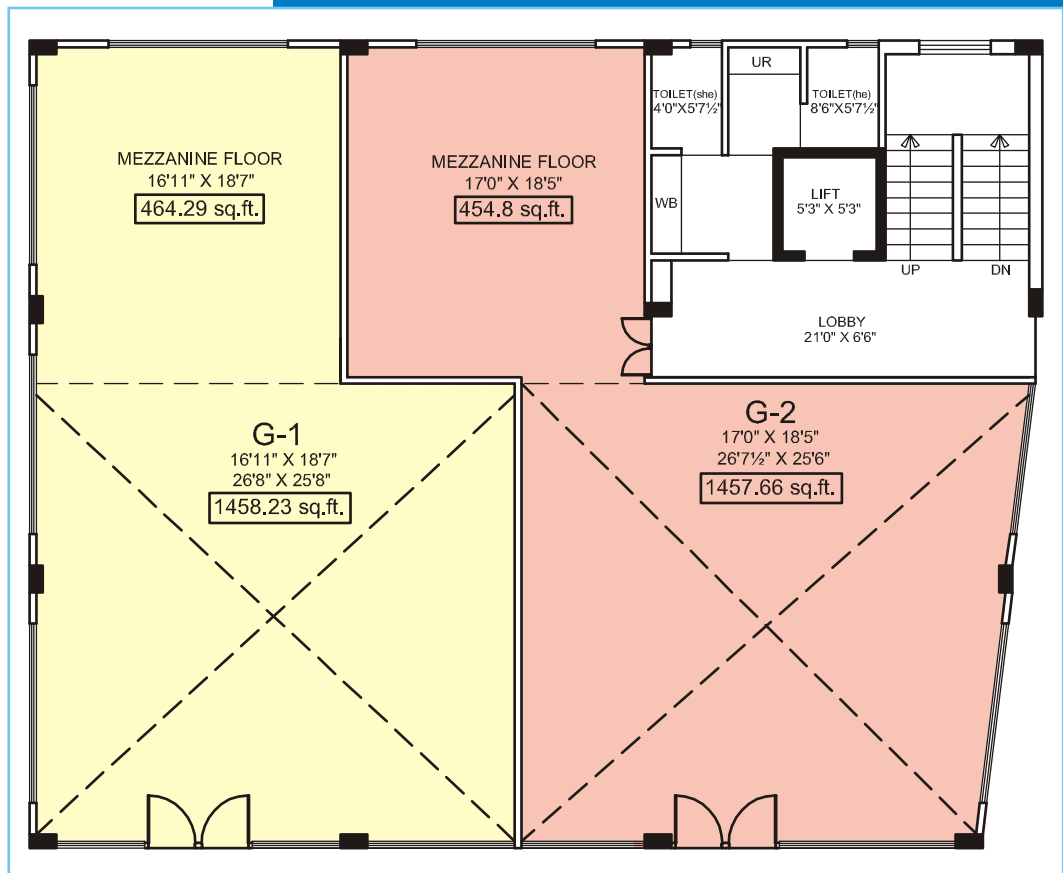 MEZZANINE FLOOR
16'11" X 18'7"
464.29 sq.ft.
MEZZANINE FLOOR
17'0" X 18'5"
454.8 sq.ft.
TOILET(she)
4'0"X5'7½"
UR
TOILET(he)
8'6"X5'7½"
WB
LIFT
5'3" X 5'3"
UP
DN
LOBBY
21'0" X 6'6"
G-1
16'11" X 18'7"
26'8" X 25'8"
1458.23 sq.ft.
G-2
17'0" X 18'5"
26'7½" X 25'6"
1457.66 sq.ft.